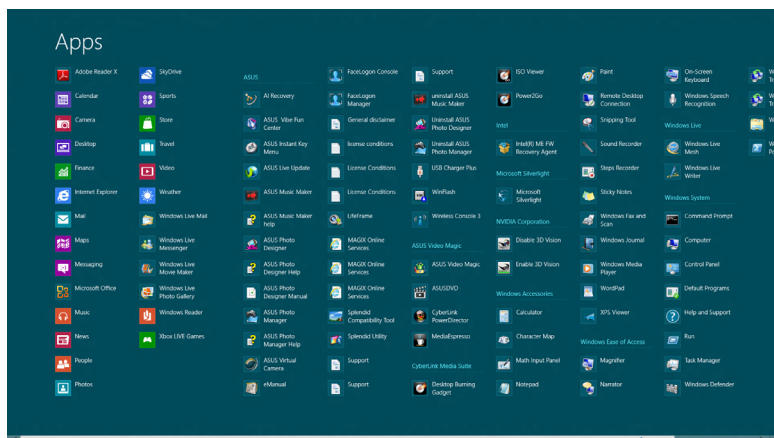 Apps
Adobe Reader X
Calendar
Camera
Desktop
Finance
Internet Explorer
Mail
Maps
Messaging
Microsoft Office
Music
News
People
Photos
SkyDrive
Sports
Store
Travel
Video
Weather
Windows Live Mail
Windows Live
Messenger
Windows Live
Movie Maker
Windows Live
Photo Gallery
Windows Reader
Xbox LIVE Games
ASUS
AI Recovery
ASUS Vibe Fun
Center
ASUS Instant Key
Menu
ASUS Live Update
ASUS Music Maker
ASUS Music Maker
help
ASUS Photo
Designer
ASUS Photo
Designer Help
ASUS Photo
Designer Manual
ASUS Photo
Manager
ASUS Photo
Manager Help
ASUS Virtual
Camera
eManual
FaceLogon Console
FaceLogon
Manager
General disclaimer
license conditions
License Conditions
License Conditions
LifeFrame
MAGIX Online
Services
MAGIX Online
Services
Splendid
Compatibility Tool
Splendid Utility
Support
Support
Support
uninstall ASUS
Music Maker
Uninstall ASUS
Photo Designer
Uninstall ASUS
Photo Manager
USB Charger Plus
WinFlash
Wireless Console 3
ASUS Video Magic
ASUS Video Magic
ASUSDVD
CyberLink
PowerDirector
MediaEspresso
CyberLink Media Suite
Desktop Burning
Gadget
ISO Viewer
Power2Go
Intel
Intel(R) ME FW
Recovery Agent
Microsoft Silverlight
Microsoft
Silverlight
NVIDIA Corporation
Disable 3D Vision
Enable 3D Vision
Windows Accessories
Calculator
Character Map
Math Input Panel
Notepad
Paint
Remote Desktop
Connection
Snipping Tool
Sound Recorder
Steps Recorder
Sticky Notes
Windows Fax and
Scan
Windows Journal
Windows Media
Player
WordPad
XPS Viewer
Windows Ease of Access
Magnifier
Narrator
On-Screen
Keyboard
Windows Speech
Recognition
Windows Live
Windows Live
Mesh
Windows Live
Writer
Windows System
Command Prompt
Computer
Control Panel
Default Programs
Help and Support
Run
Task Manager
Windows Defender